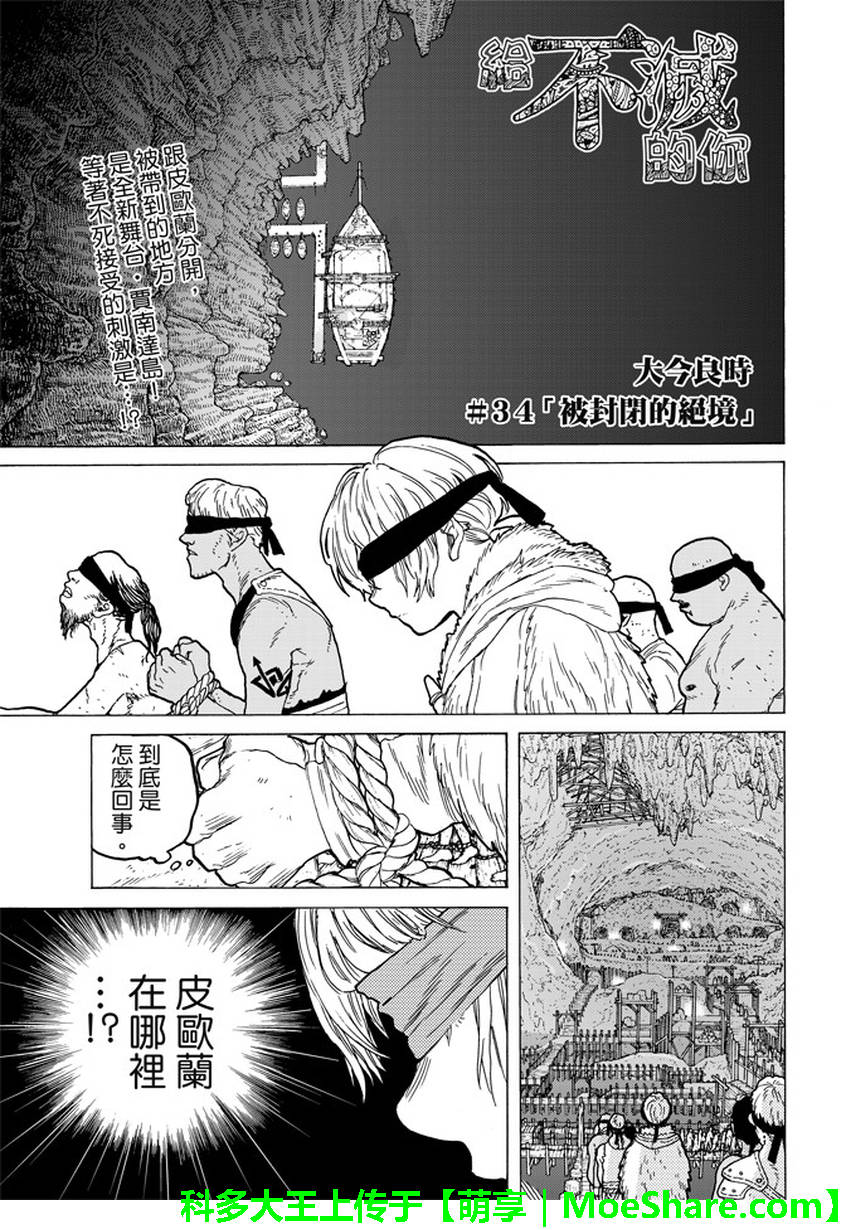 給不滅的你
大今良時
#34「被封閉的絕境」
跟皮歐蘭分開，
被帶到的地方
是全新舞台．賈南達島！
等著不死接受的刺激是…!?
到底是
怎麼回事。
皮歐蘭
在哪裡
…!?
科多大王上传于【萌享｜MoeShare.com】